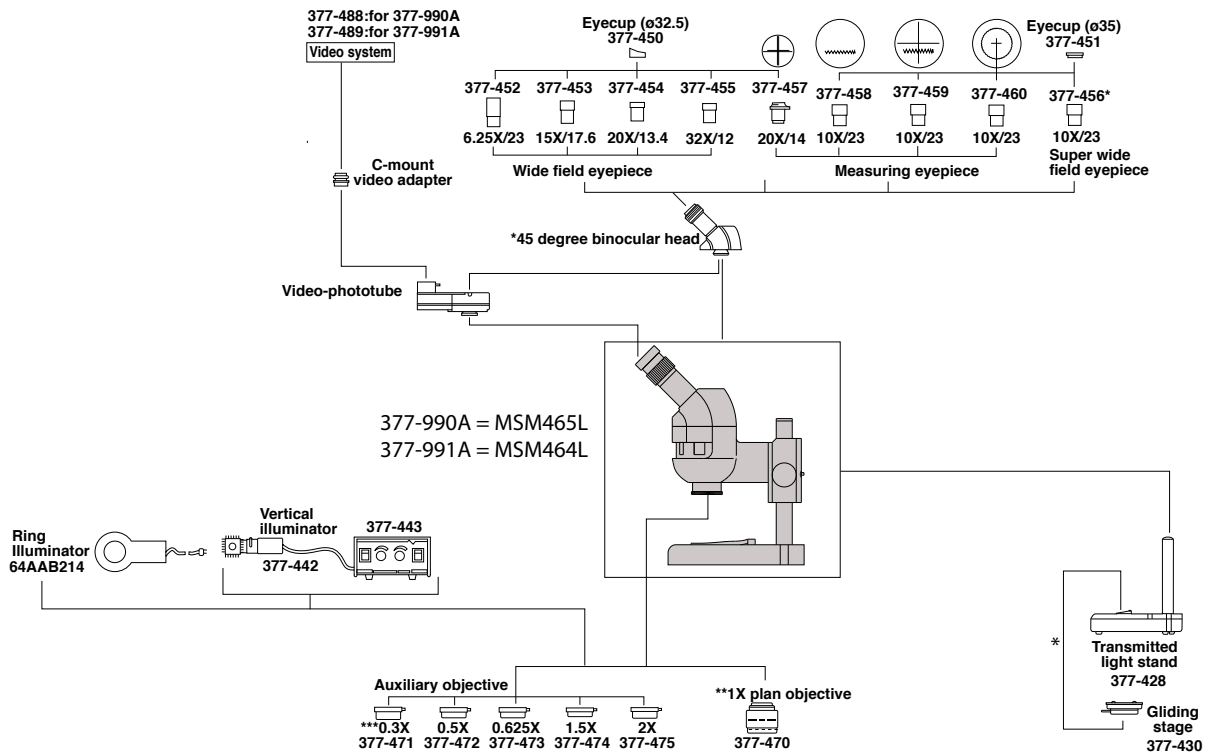 377-488:for 377-990A
377-489:for 377-991A
Video system
Eyecup (ø32.5)
377-450
Eyecup (ø35)
377-451
377-452
377-453
377-454
377-455
377-457
377-458
377-459
377-460
377-456*
6.25X/23
15X/17.6
20X/13.4
32X/12
20X/14
10X/23
10X/23
10X/23
10X/23
Wide field eyepiece
Measuring eyepiece
Super wide
field eyepiece
C-mount
video adapter
*45 degree binocular head
Video-phototube
377-990A = MSM465L
377-991A = MSM464L
Ring
Illuminator
64AAB214
Vertical
illuminator
377-442
377-443
*
Transmitted
light stand
377-428
Gliding
stage
377-430
Auxiliary objective
***0.3X
377-471
0.5X
377-472
0.625X
377-473
1.5X
377-474
2X
377-475
**1X plan objective
377-470